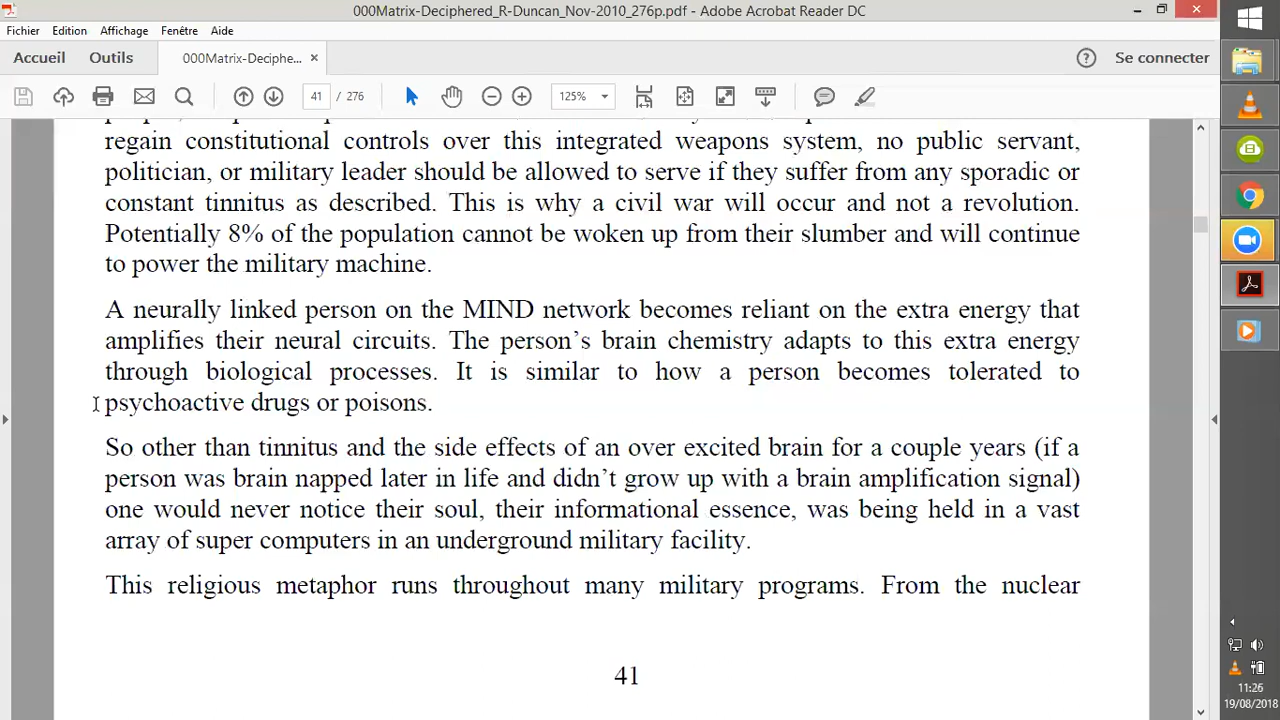 000Matrix-Deciphered_R-Duncan_Nov-2010_276p.pdf - Adobe Acrobat Reader DC
Fichier Edition Affichage Fenêtre Aide
Accueil Outils 000Matrix-Deciphe... × ? Se connecter
41 / 276 125%
regain constitutional controls over this integrated weapons system, no public servant,
politician, or military leader should be allowed to serve if they suffer from any sporadic or
constant tinnitus as described. This is why a civil war will occur and not a revolution.
Potentially 8% of the population cannot be woken up from their slumber and will continue
to power the military machine.
A neurally linked person on the MIND network becomes reliant on the extra energy that
amplifies their neural circuits. The person’s brain chemistry adapts to this extra energy
through biological processes. It is similar to how a person becomes tolerated to
psychoactive drugs or poisons.
So other than tinnitus and the side effects of an over excited brain for a couple years (if a
person was brain napped later in life and didn’t grow up with a brain amplification signal)
one would never notice their soul, their informational essence, was being held in a vast
array of super computers in an underground military facility.
This religious metaphor runs throughout many military programs. From the nuclear
41
11:26
19/08/2018